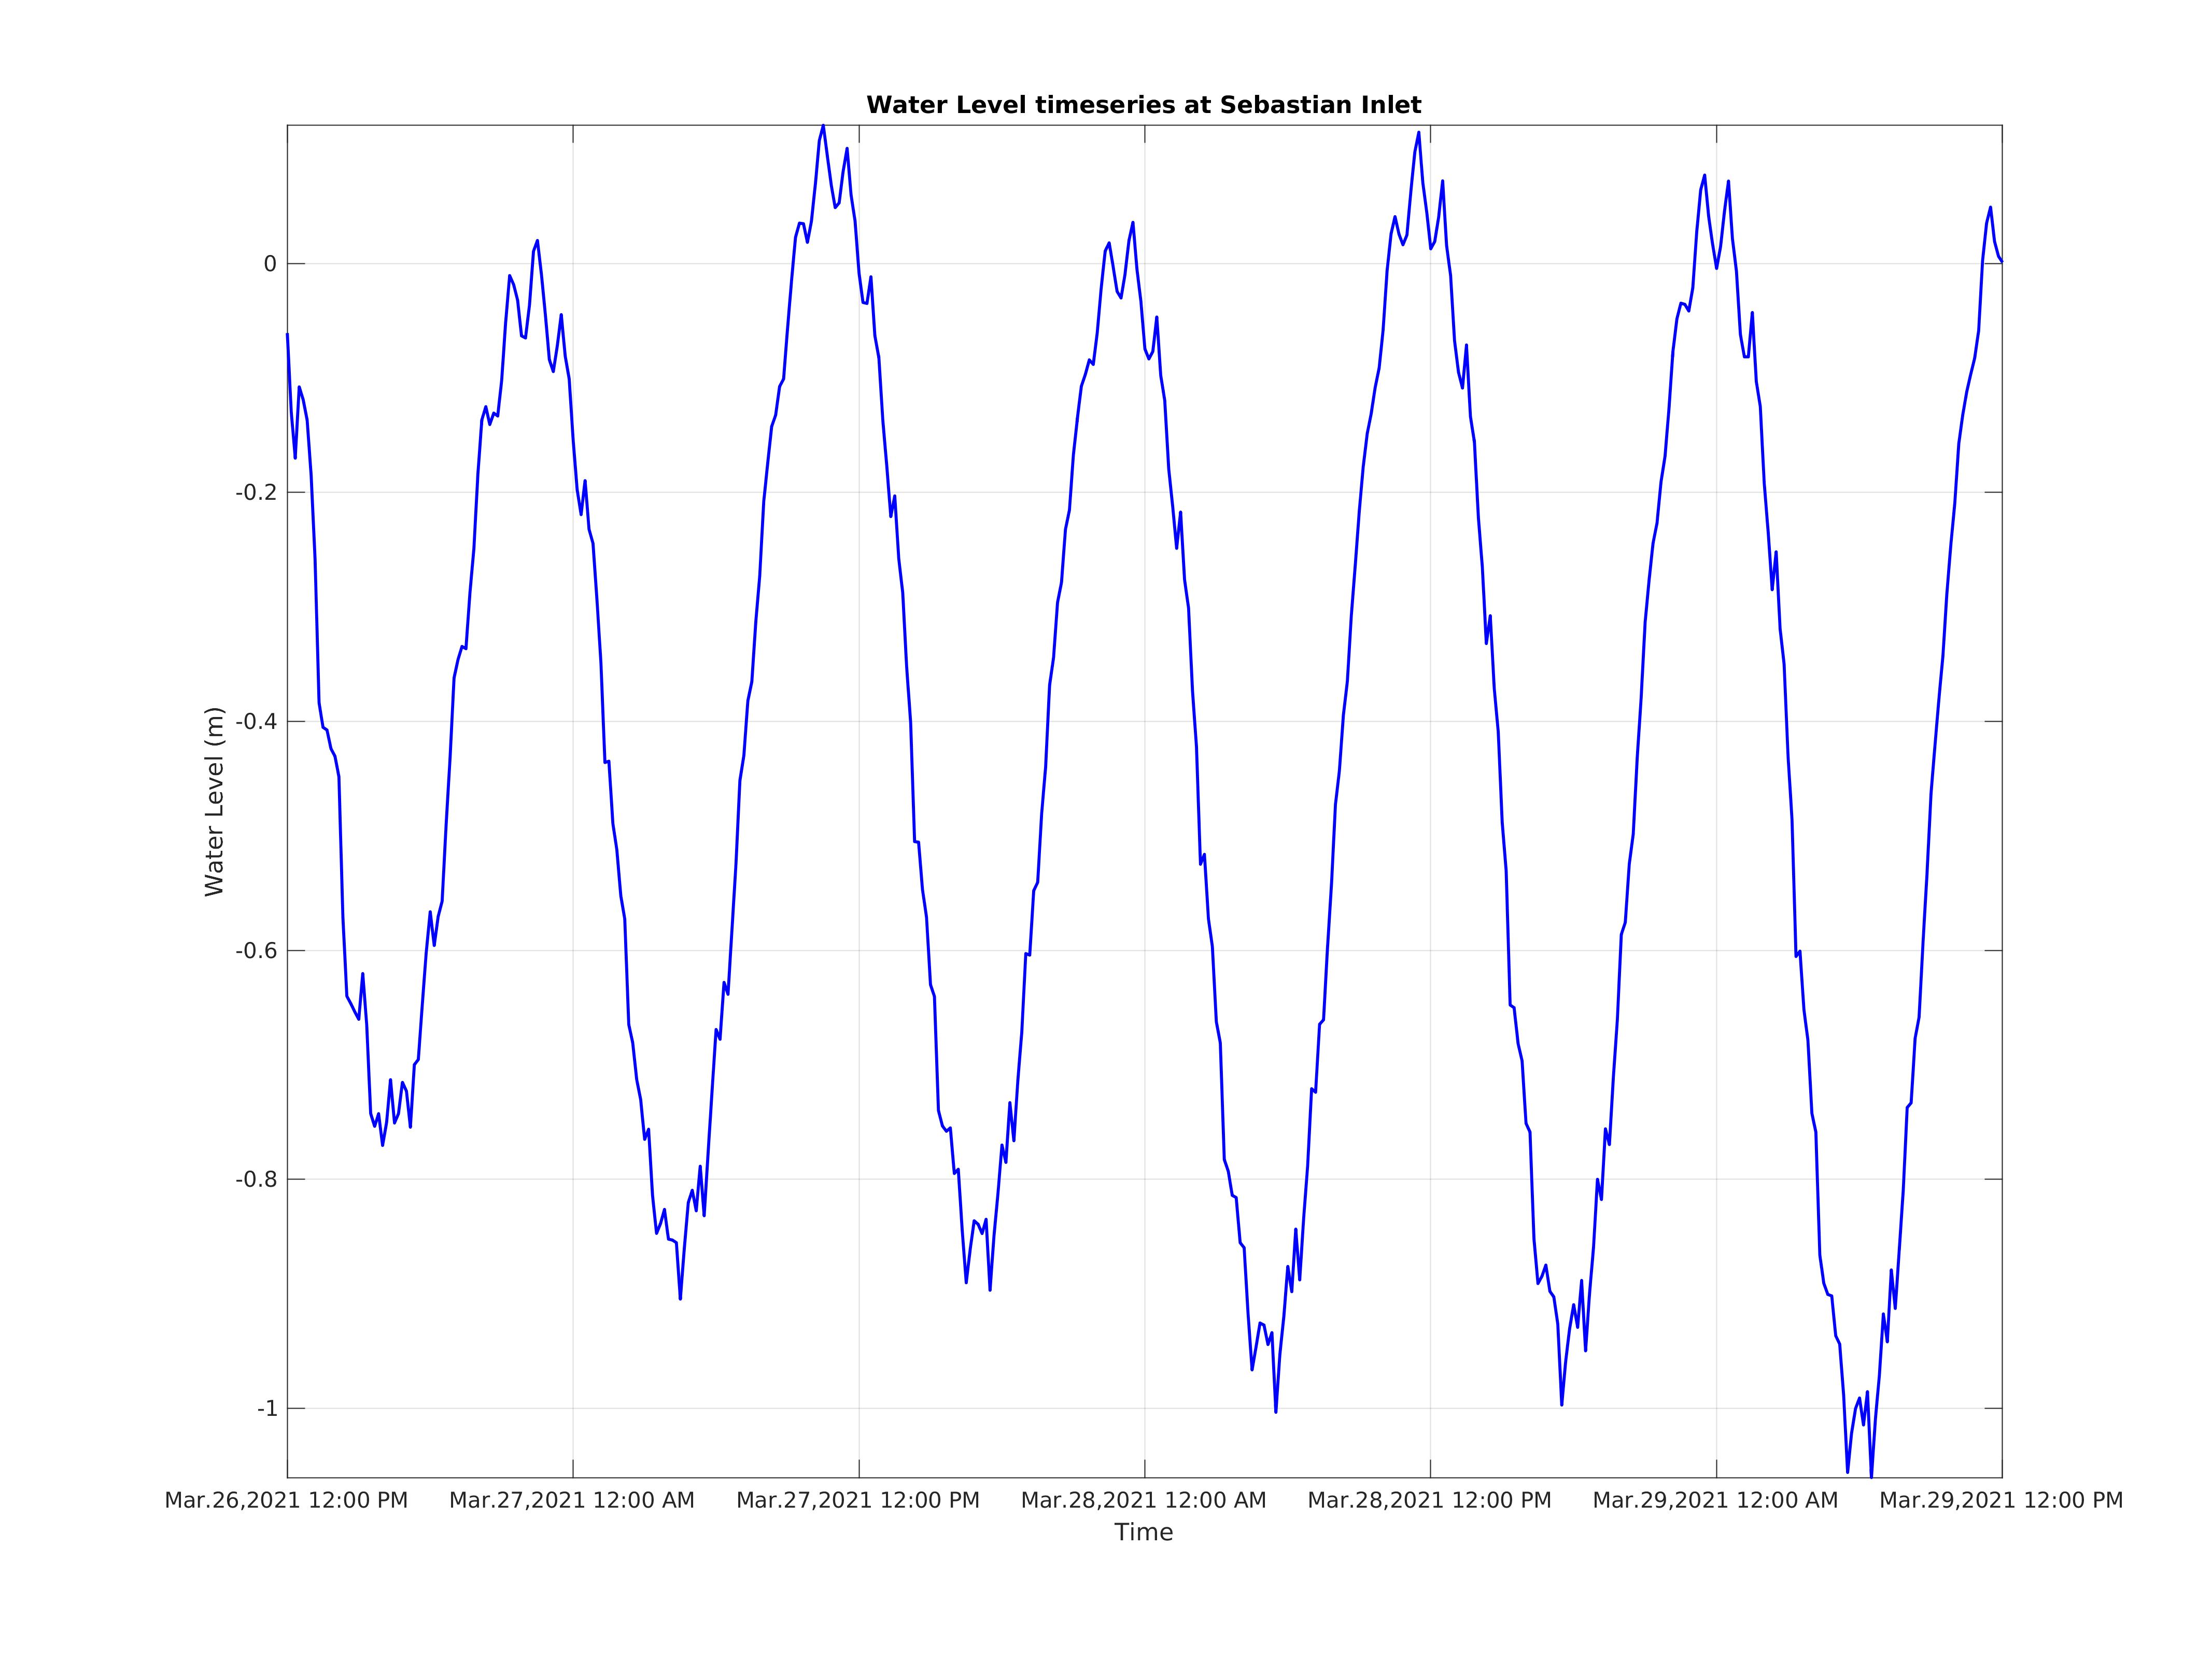 Water Level timeseries at Sebastian Inlet
0
-0.2
-0.4
-0.6
-0.8
-1
Water Level (m)
Mar.26,2021 12:00 PM
Mar.27,2021 12:00 AM
Mar.27,2021 12:00 PM
Mar.28,2021 12:00 AM
Mar.28,2021 12:00 PM
Mar.29,2021 12:00 AM
Mar.29,2021 12:00 PM
Time